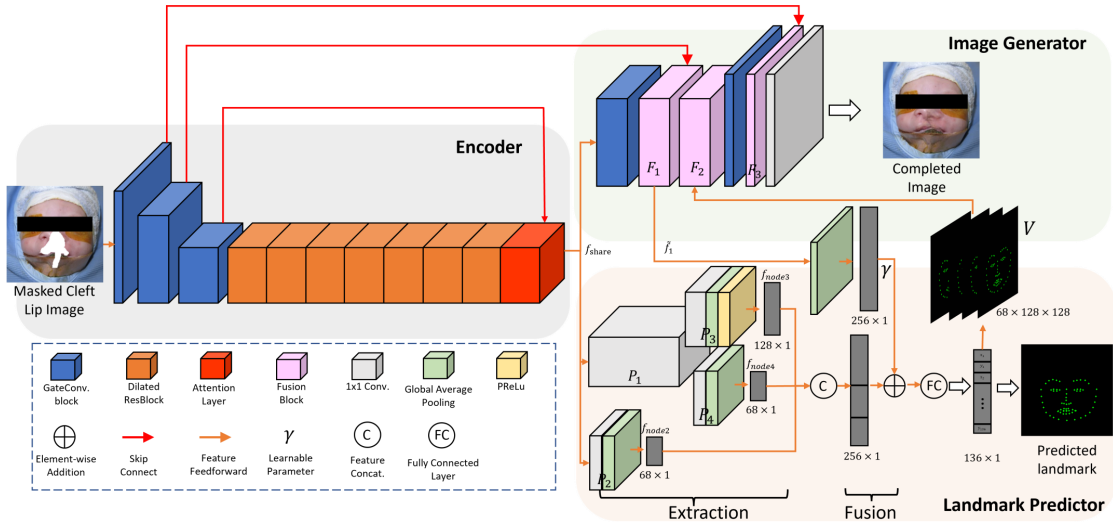 Image Generator
Encoder
F₁
F₂
F₃
Completed
Image
Masked Cleft
Lip Image
f_share
f̃₁
γ
V
256 × 1
68 × 128 × 128
P₁
P₃
f_node3
128 × 1
P₄
f_node4
68 × 1
P₂
f_node2
68 × 1
C
256 × 1
FC
136 × 1
Predicted
landmark
Extraction
Fusion
Landmark Predictor
GateConv.
block
Dilated
ResBlock
Attention
Layer
Fusion
Block
1x1 Conv.
Global Average
Pooling
PReLu
Element-wise
Addition
Skip
Connect
Feature
Feedforward
γ
Learnable
Parameter
C
Feature
Concat.
FC
Fully Connected
Layer